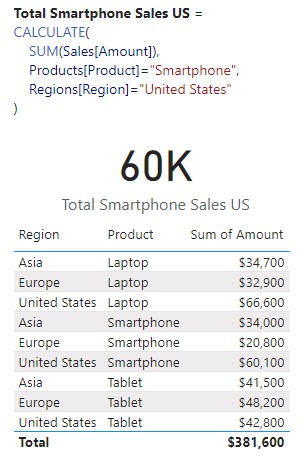 Total Smartphone Sales US =
CALCULATE(
SUM(Sales[Amount]),
Products[Product]="Smartphone",
Regions[Region]="United States"
)
60K
Total Smartphone Sales US
Region Product Sum of Amount
Asia Laptop $34,700
Europe Laptop $32,900
United States Laptop $66,600
Asia Smartphone $34,000
Europe Smartphone $20,800
United States Smartphone $60,100
Asia Tablet $41,500
Europe Tablet $48,200
United States Tablet $42,800
Total $381,600